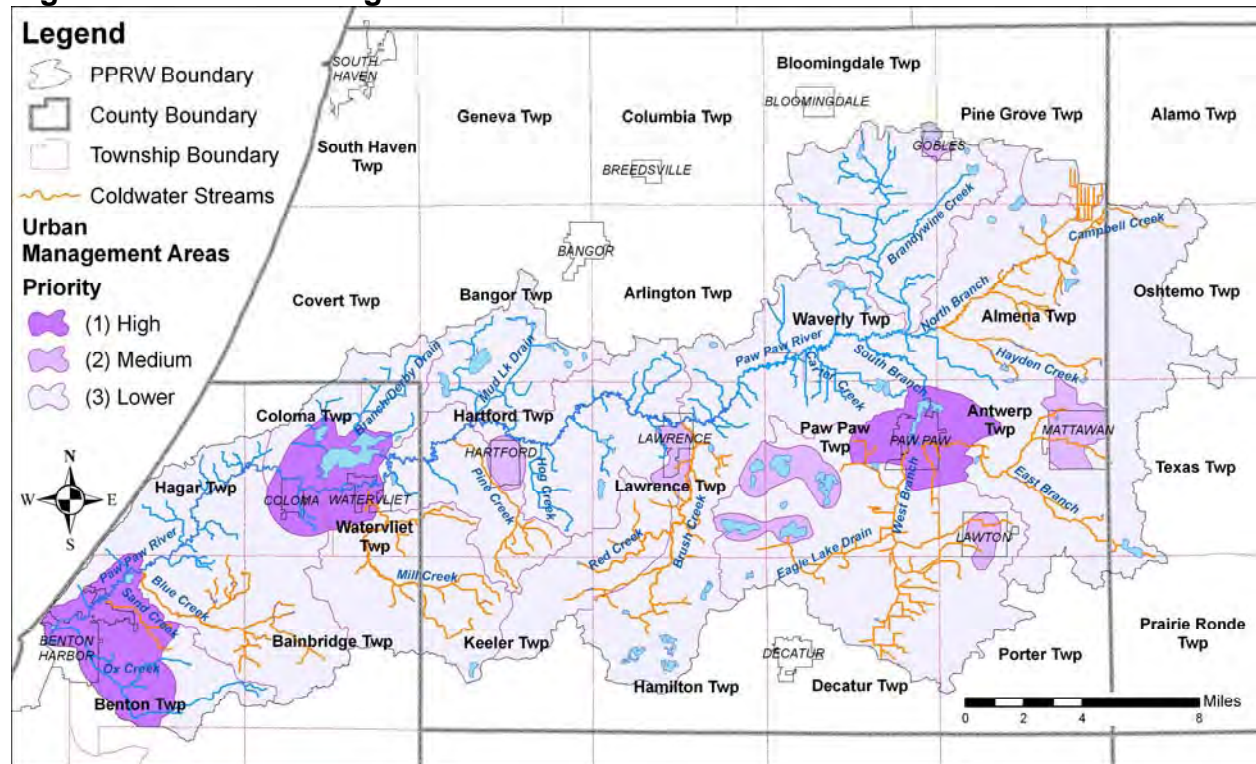 Legend
PPRW Boundary
County Boundary
Township Boundary
Coldwater Streams
Urban
Management Areas
Priority
(1) High
(2) Medium
(3) Lower
N
W
E
S
SOUTH
HAVEN
South Haven
Twp
Geneva Twp
Columbia Twp
BREEDSVILLE
Bloomingdale Twp
BLOOMINGDALE
Pine Grove Twp
GOBLES
Alamo Twp
BANGOR
Covert Twp
Bangor Twp
Arlington Twp
Brandywine Creek
Campbell Creek
Oshtemo Twp
Waverly Twp
North Branch
Almena Twp
Paw Paw River
Carter Creek
South Branch
Hayden Creek
Coloma Twp
Branch/Derby Drain
Mud Lk Drain
Hartford Twp
HARTFORD
Hog Creek
Pine Creek
LAWRENCE
Lawrence Twp
Paw Paw
Twp
PAW PAW
Antwerp
Twp
MATTAWAN
Texas Twp
Hagar Twp
COLOMA
WATERVLIET
Watervliet
Twp
West Branch
East Branch
LAWTON
Red Creek
Brush Creek
Eagle Lake Drain
Mill Creek
Paw Paw River
Blue Creek
Sand Creek
BENTON
HARBOR
Ox Creek
Benton Twp
Bainbridge Twp
Keeler Twp
Hamilton Twp
DECATUR
Decatur Twp
Porter Twp
Prairie Ronde
Twp
Miles
0 2 4 8